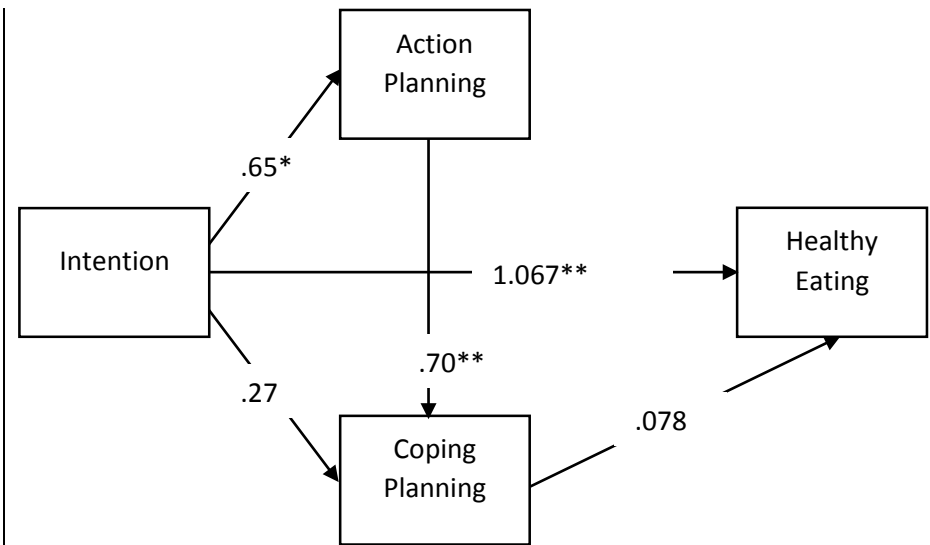 Action
Planning
.65*
Intention
Healthy
Eating
1.067**
.70**
.27
.078
Coping
Planning